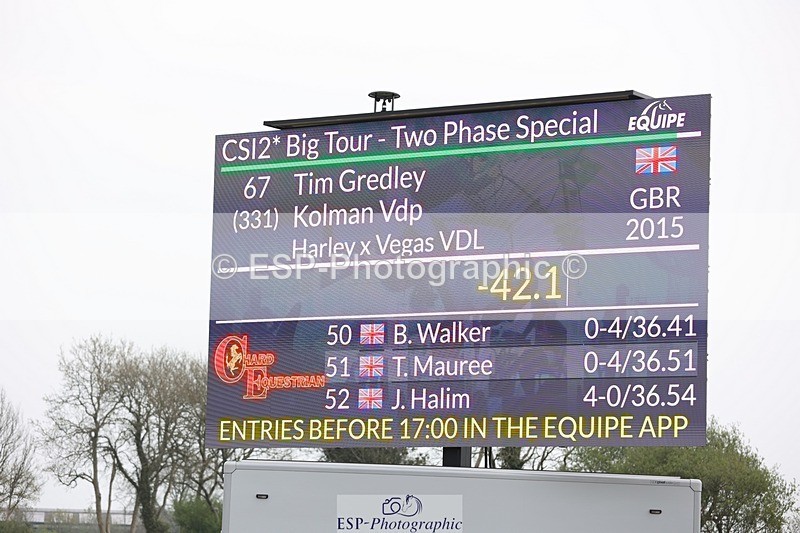 CSI2* Big Tour - Two Phase Special
EQUIPE
67 Tim Gredley
(331) Kolman Vdp GBR
Harley x Vegas VDL 2015
© ESP-Photographic ©
-42.1
50 B. Walker 0-4/36.41
51 T. Mauree 0-4/36.51
52 J. Halim 4-0/36.54
CHARD
EQUESTRIAN
ENTRIES BEFORE 17:00 IN THE EQUIPE APP
ESP-Photographic